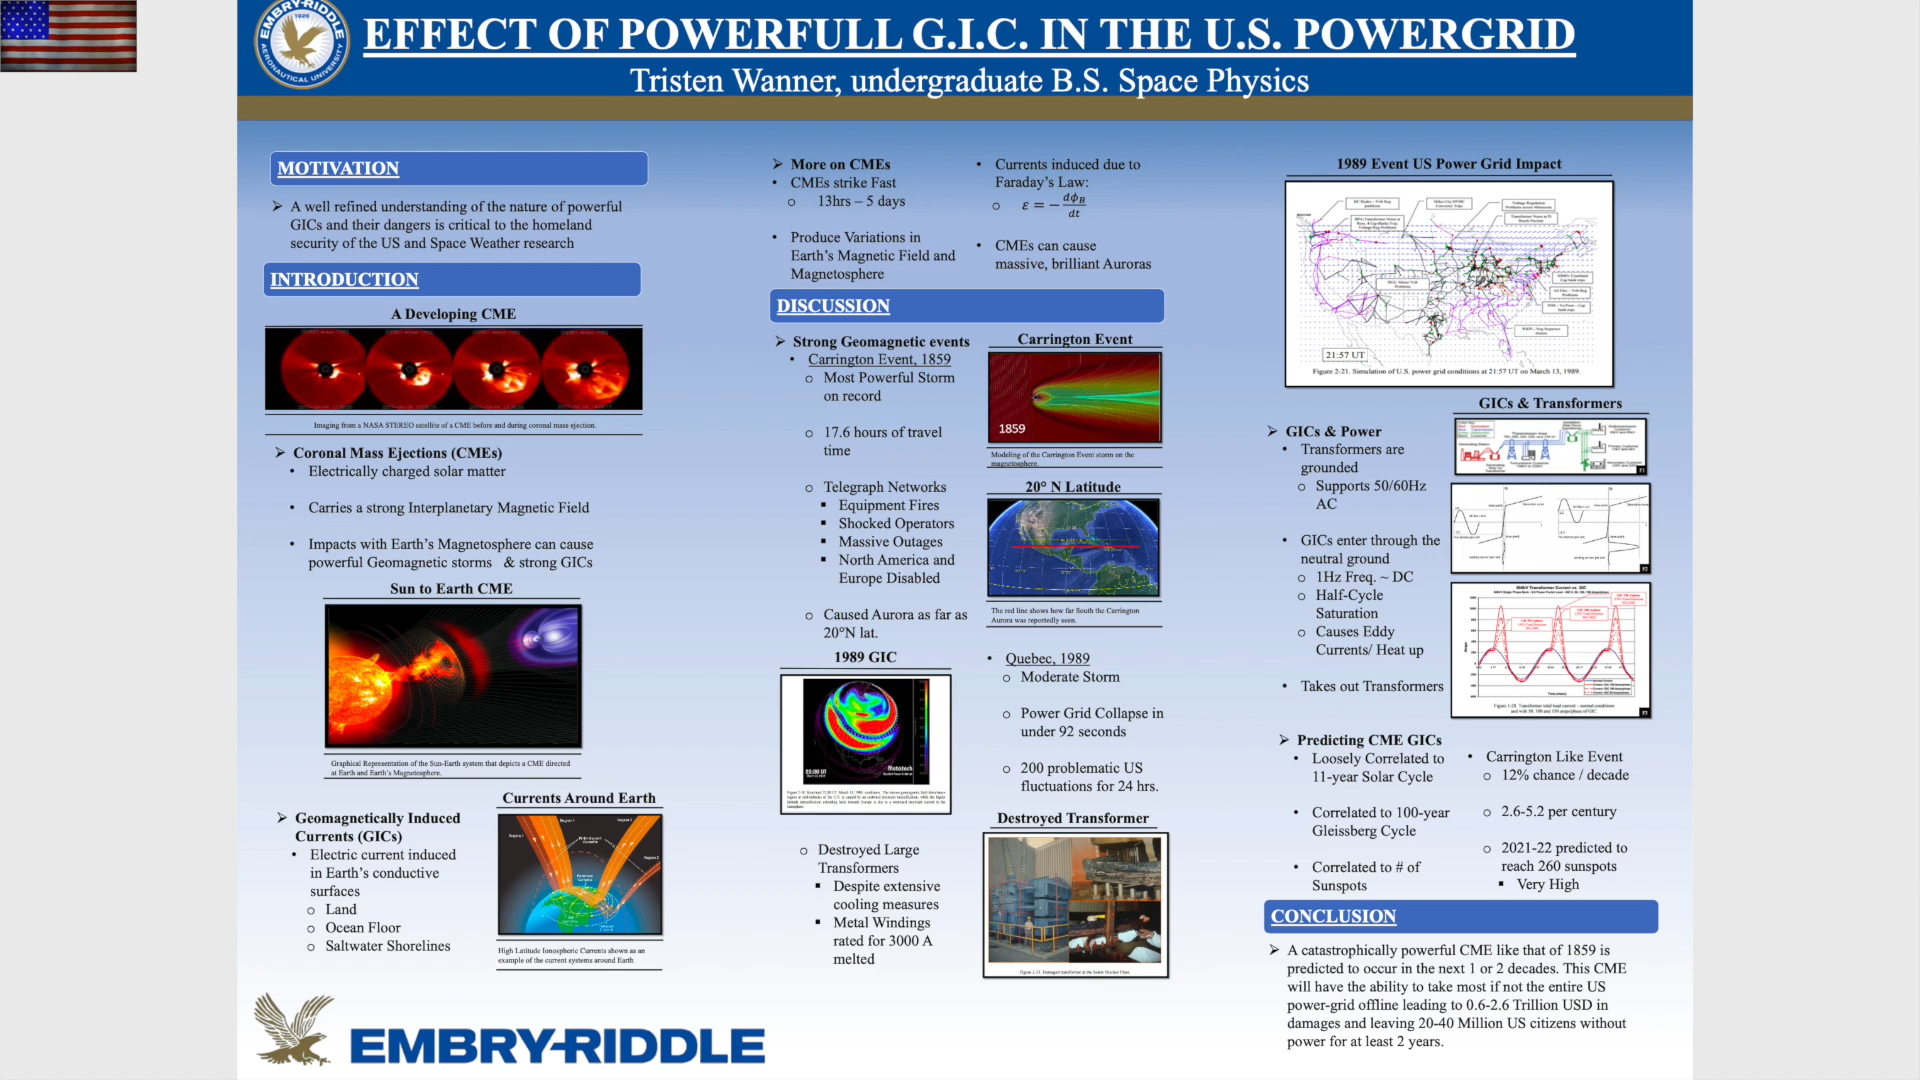 EMBRY-RIDDLE
1926
AERONAUTICAL UNIVERSITY
EFFECT OF POWERFULL G.I.C. IN THE U.S. POWERGRID
Tristen Wanner, undergraduate B.S. Space Physics
MOTIVATION
A well refined understanding of the nature of powerful
GICs and their dangers is critical to the homeland
security of the US and Space Weather research
INTRODUCTION
A Developing CME
Imaging from a NASA STEREO satellite of a CME before and during coronal mass ejection.
Coronal Mass Ejections (CMEs)
Electrically charged solar matter
Carries a strong Interplanetary Magnetic Field
Impacts with Earth's Magnetosphere can cause
powerful Geomagnetic storms & strong GICs
Sun to Earth CME
Graphical Representation of the Sun-Earth system that depicts a CME directed
at Earth and Earth's Magnetosphere.
Geomagnetically Induced
Currents (GICs)
Electric current induced
in Earth's conductive
surfaces
Land
Ocean Floor
Saltwater Shorelines
Currents Around Earth
High Latitude Ionospheric Currents shown as an
example of the current systems around Earth
EMBRY-RIDDLE
More on CMEs
CMEs strike Fast
13hrs – 5 days
Produce Variations in
Earth's Magnetic Field and
Magnetosphere
Currents induced due to
Faraday's Law:
ε = − dϕB/dt
CMEs can cause
massive, brilliant Auroras
DISCUSSION
Strong Geomagnetic events
Carrington Event, 1859
Most Powerful Storm
on record
17.6 hours of travel
time
Telegraph Networks
Equipment Fires
Shocked Operators
Massive Outages
North America and
Europe Disabled
Caused Aurora as far as
20°N lat.
Carrington Event
1859
Modeling of the Carrington Event storm on the
magnetosphere.
20° N Latitude
The red line shows how far South the Carrington
Aurora was reportedly seen.
1989 GIC
22:00 UT
Metatech
Quebec, 1989
Moderate Storm
Power Grid Collapse in
under 92 seconds
200 problematic US
fluctuations for 24 hrs.
Destroyed Large
Transformers
Despite extensive
cooling measures
Metal Windings
rated for 3000 A
melted
Destroyed Transformer
Figure 2-33. Damaged transformer at the Salem Nuclear Plant.
1989 Event US Power Grid Impact
21:57 UT
Figure 2-21. Simulation of U.S. power grid conditions at 21:57 UT on March 13, 1989.
GICs & Power
Transformers are
grounded
Supports 50/60Hz
AC
GICs enter through the
neutral ground
1Hz Freq. ~ DC
Half-Cycle
Saturation
Causes Eddy
Currents/ Heat up
Takes out Transformers
GICs & Transformers
P1
P2
P3
Predicting CME GICs
Loosely Correlated to
11-year Solar Cycle
Correlated to 100-year
Gleissberg Cycle
Correlated to # of
Sunspots
Carrington Like Event
12% chance / decade
2.6-5.2 per century
2021-22 predicted to
reach 260 sunspots
Very High
CONCLUSION
A catastrophically powerful CME like that of 1859 is
predicted to occur in the next 1 or 2 decades. This CME
will have the ability to take most if not the entire US
power-grid offline leading to 0.6-2.6 Trillion USD in
damages and leaving 20-40 Million US citizens without
power for at least 2 years.